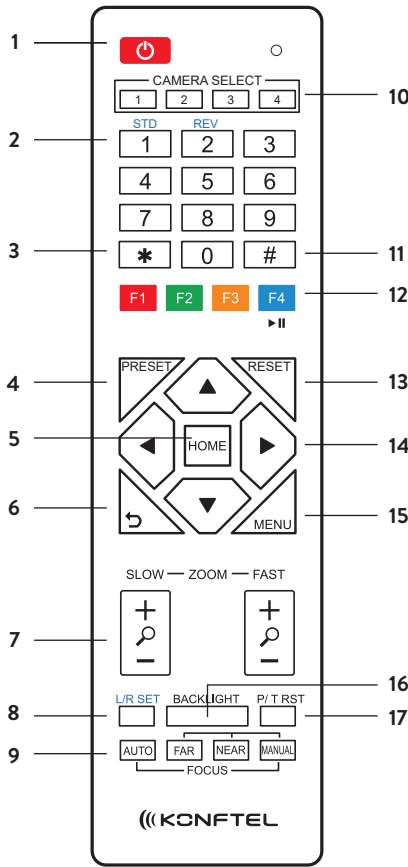 1
CAMERA SELECT
1 2 3 4 10
STD REV
2 1 2 3
4 5 6
7 8 9
3 * 0 # 11
F1 F2 F3 F4 12
PRESET RESET
4 13
5 HOME 14
6 MENU 15
SLOW — ZOOM — FAST
+ +
7
− −
16
L/R SET BACKLIGHT P/ T RST
8 17
9 AUTO FAR NEAR MANUAL
FOCUS
KONFTEL